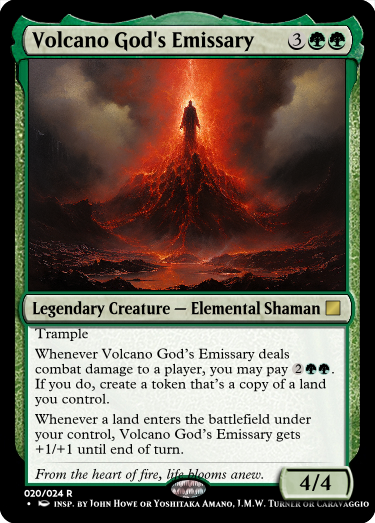 Volcano God's Emissary 3
Legendary Creature — Elemental Shaman
Trample
Whenever Volcano God's Emissary deals
combat damage to a player, you may pay 2.
If you do, create a token that's a copy of a land
you control.
Whenever a land enters the battlefield under
your control, Volcano God's Emissary gets
+1/+1 until end of turn.
From the heart of fire, life blooms anew.
4/4
020/024 R
• insp. by John Howe or Yoshitaka Amano, J.M.W. Turner or Caravaggio